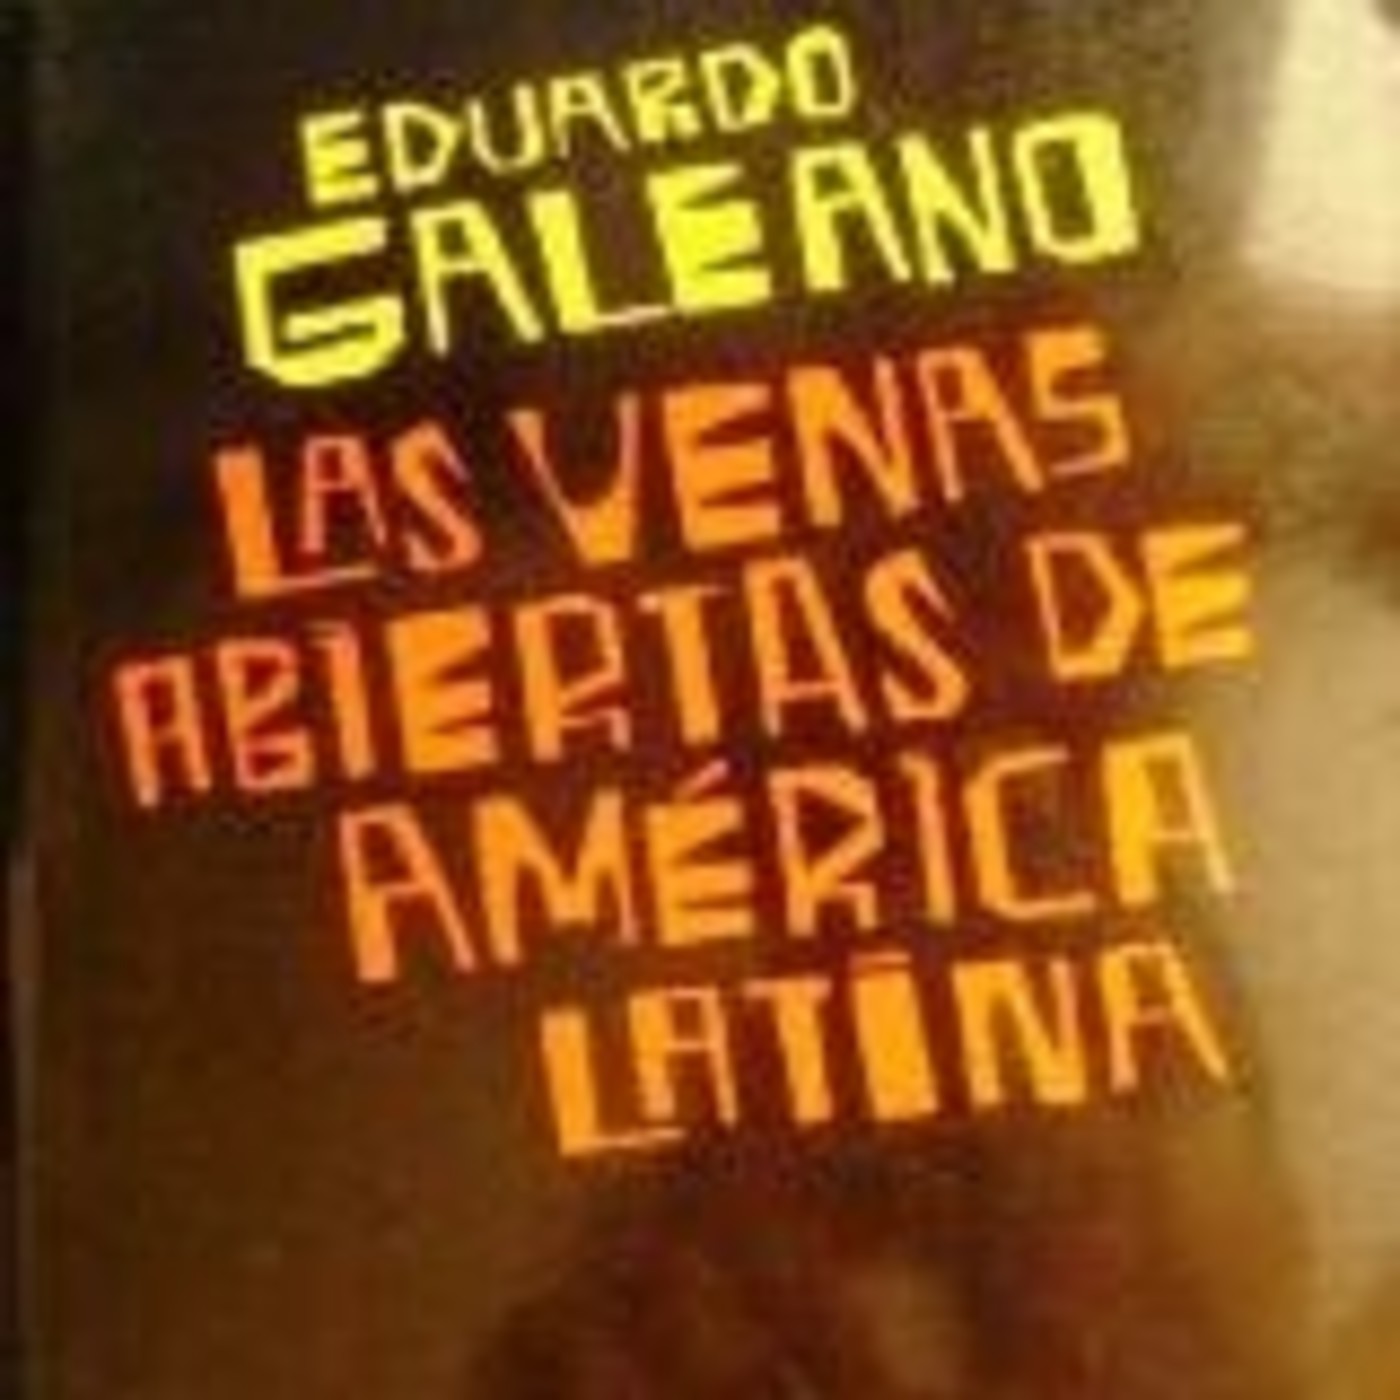 EDUARDO
GALEANO
LAS VENAS
ABIERTAS DE
AMÉRICA
LATINA